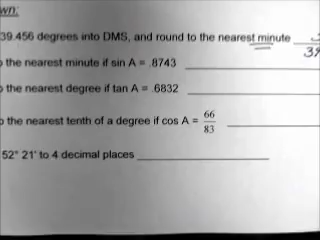 wn:
39.456 degrees into DMS, and round to the nearest minute
the nearest minute if sin A = .8743
the nearest degree if tan A = .6832
the nearest tenth of a degree if cos A = 66/83
52° 21' to 4 decimal places